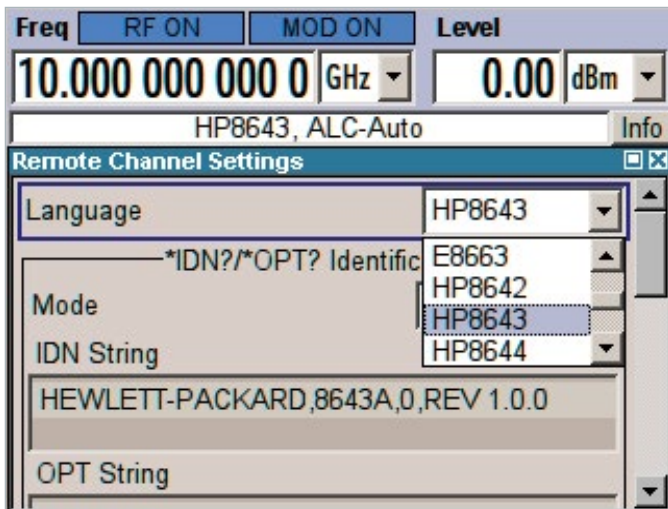 Freq RF ON MOD ON Level
10.000 000 000 0 GHz 0.00 dBm
HP8643, ALC-Auto Info
Remote Channel Settings
Language HP8643
E8663
*IDN?/*OPT? Identific
HP8642
Mode
HP8643
IDN String HP8644
HEWLETT-PACKARD,8643A,0,REV 1.0.0
OPT String